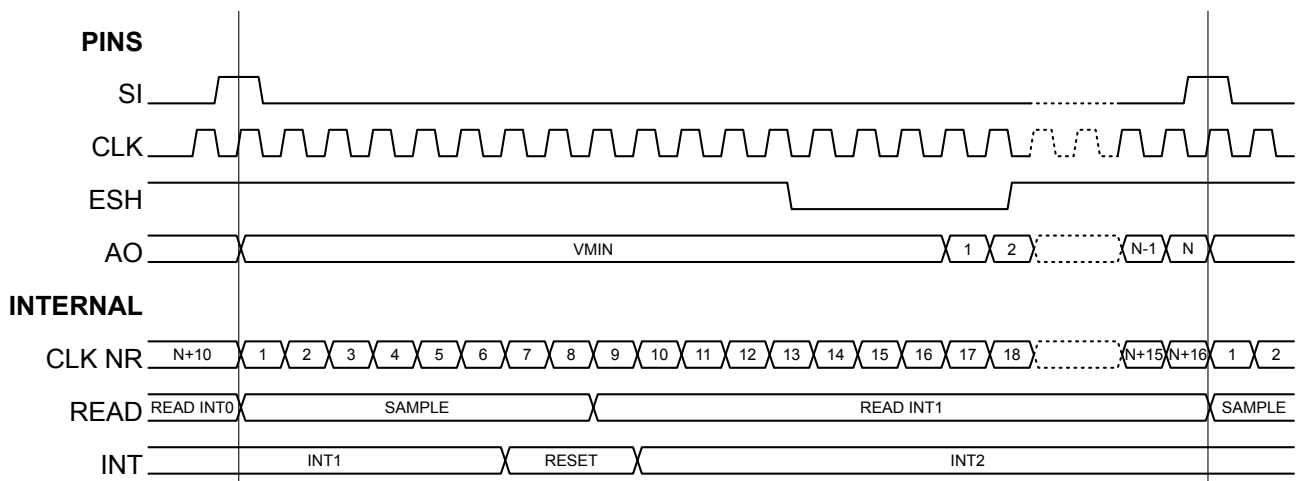 PINS
SI
CLK
ESH
AO VMIN 1 2 N-1 N
INTERNAL
CLK NR N+10 1 2 3 4 5 6 7 8 9 10 11 12 13 14 15 16 17 18 N+15 N+16 1 2
READ READ INT0 SAMPLE READ INT1 SAMPLE
INT INT1 RESET INT2